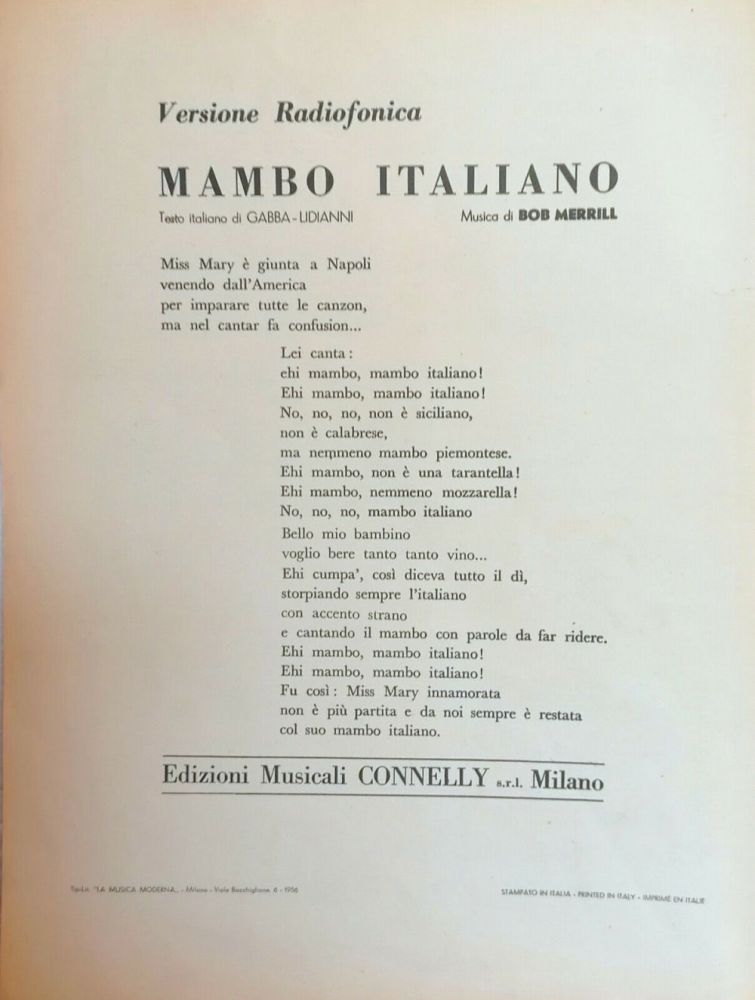 Versione Radiofonica
MAMBO ITALIANO
Testo italiano di GABBA-LIDIANNI
Musica di BOB MERRILL
Miss Mary è giunta a Napoli
venendo dall'America
per imparare tutte le canzon,
ma nel cantar fa confusion...
Lei canta:
ehi mambo, mambo italiano!
Ehi mambo, mambo italiano!
No, no, no, non è siciliano,
non è calabrese,
ma nemmeno mambo piemontese.
Ehi mambo, non è una tarantella!
Ehi mambo, nemmeno mozzarella!
No, no, no, mambo italiano
Bello mio bambino
voglio bere tanto tanto vino...
Ehi cumpa', così diceva tutto il dì,
storpiando sempre l'italiano
con accento strano
e cantando il mambo con parole da far ridere.
Ehi mambo, mambo italiano!
Ehi mambo, mambo italiano!
Fu così: Miss Mary innamorata
non è più partita e da noi sempre è restata
col suo mambo italiano.
Edizioni Musicali CONNELLY s.r.l. Milano
"LA MUSICA MODERNA„ - Milano - Viale Bacchiglione, 6 - 1956
STAMPATO IN ITALIA - PRINTED IN ITALY - IMPRIMÉ EN ITALIE